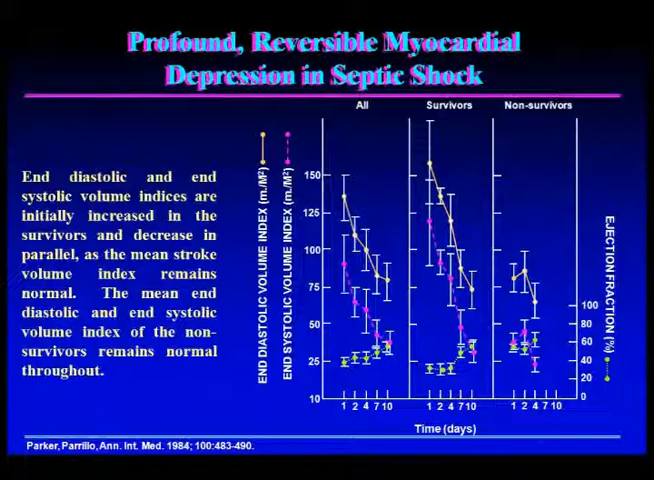 Profound, Reversible Myocardial
Depression in Septic Shock
End diastolic and end
systolic volume indices are
initially increased in the
survivors and decrease in
parallel, as the mean stroke
volume index remains
normal. The mean end
diastolic and end systolic
volume index of the non-
survivors remains normal
throughout.
All
Survivors
Non-survivors
END DIASTOLIC VOLUME INDEX (m./M²)
END SYSTOLIC VOLUME INDEX (m./M²)
150
125
100
75
50
25
10
1 2 4 7 10
1 2 4 7 10
1 2 4 7 10
EJECTION FRACTION (%)
100
80
60
40
20
0
Time (days)
Parker, Parrillo, Ann. Int. Med. 1984; 100:483-490.